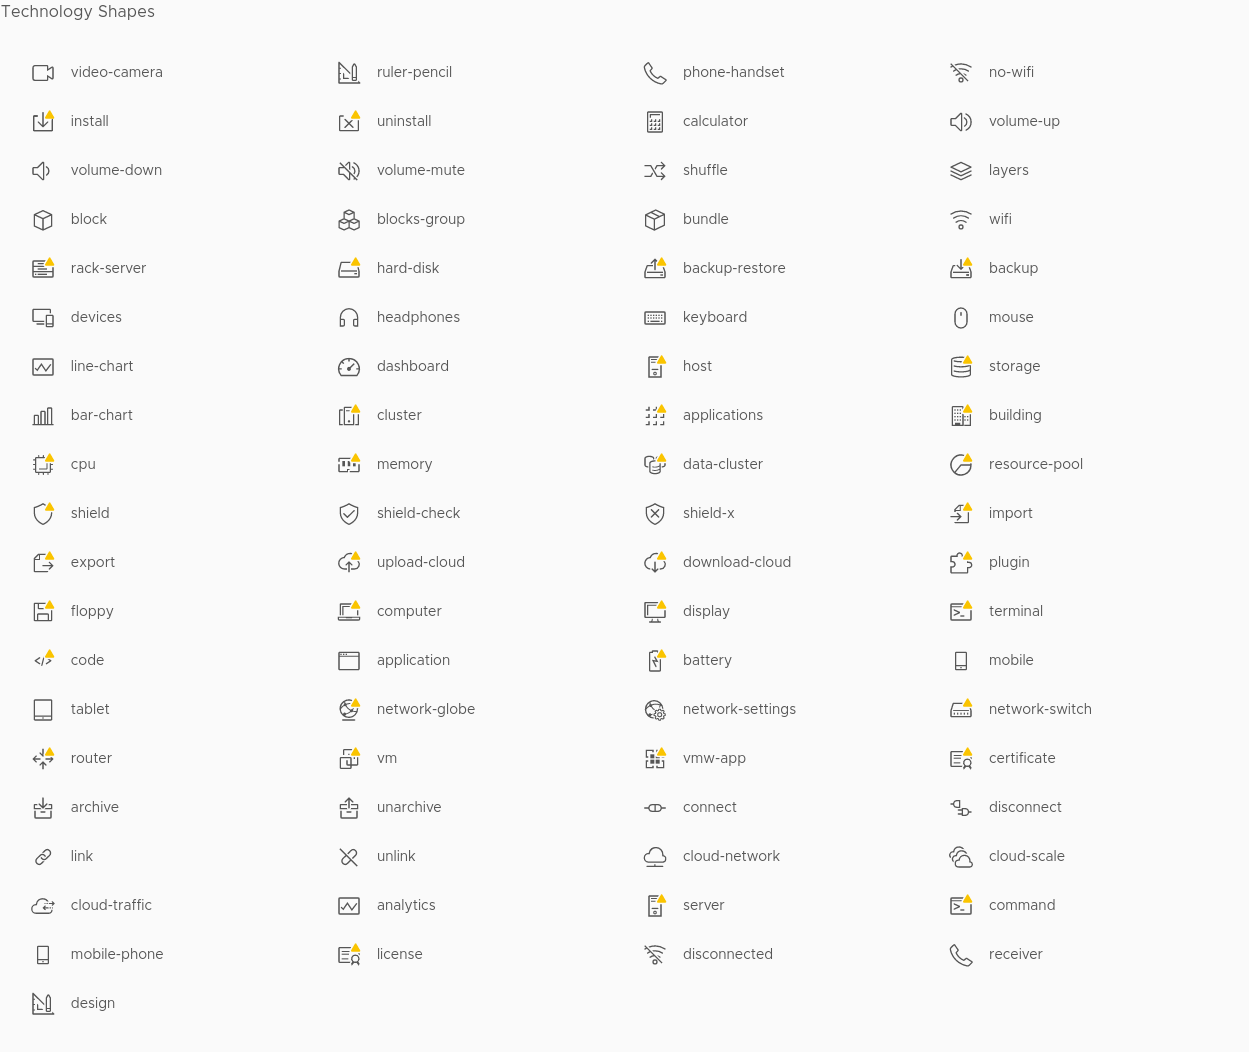 Technology Shapes
video-camera ruler-pencil phone-handset no-wifi
install uninstall calculator volume-up
volume-down volume-mute shuffle layers
block blocks-group bundle wifi
rack-server hard-disk backup-restore backup
devices headphones keyboard mouse
line-chart dashboard host storage
bar-chart cluster applications building
cpu memory data-cluster resource-pool
shield shield-check shield-x import
export upload-cloud download-cloud plugin
floppy computer display terminal
code application battery mobile
tablet network-globe network-settings network-switch
router vm vmw-app certificate
archive unarchive connect disconnect
link unlink cloud-network cloud-scale
cloud-traffic analytics server command
mobile-phone license disconnected receiver
design